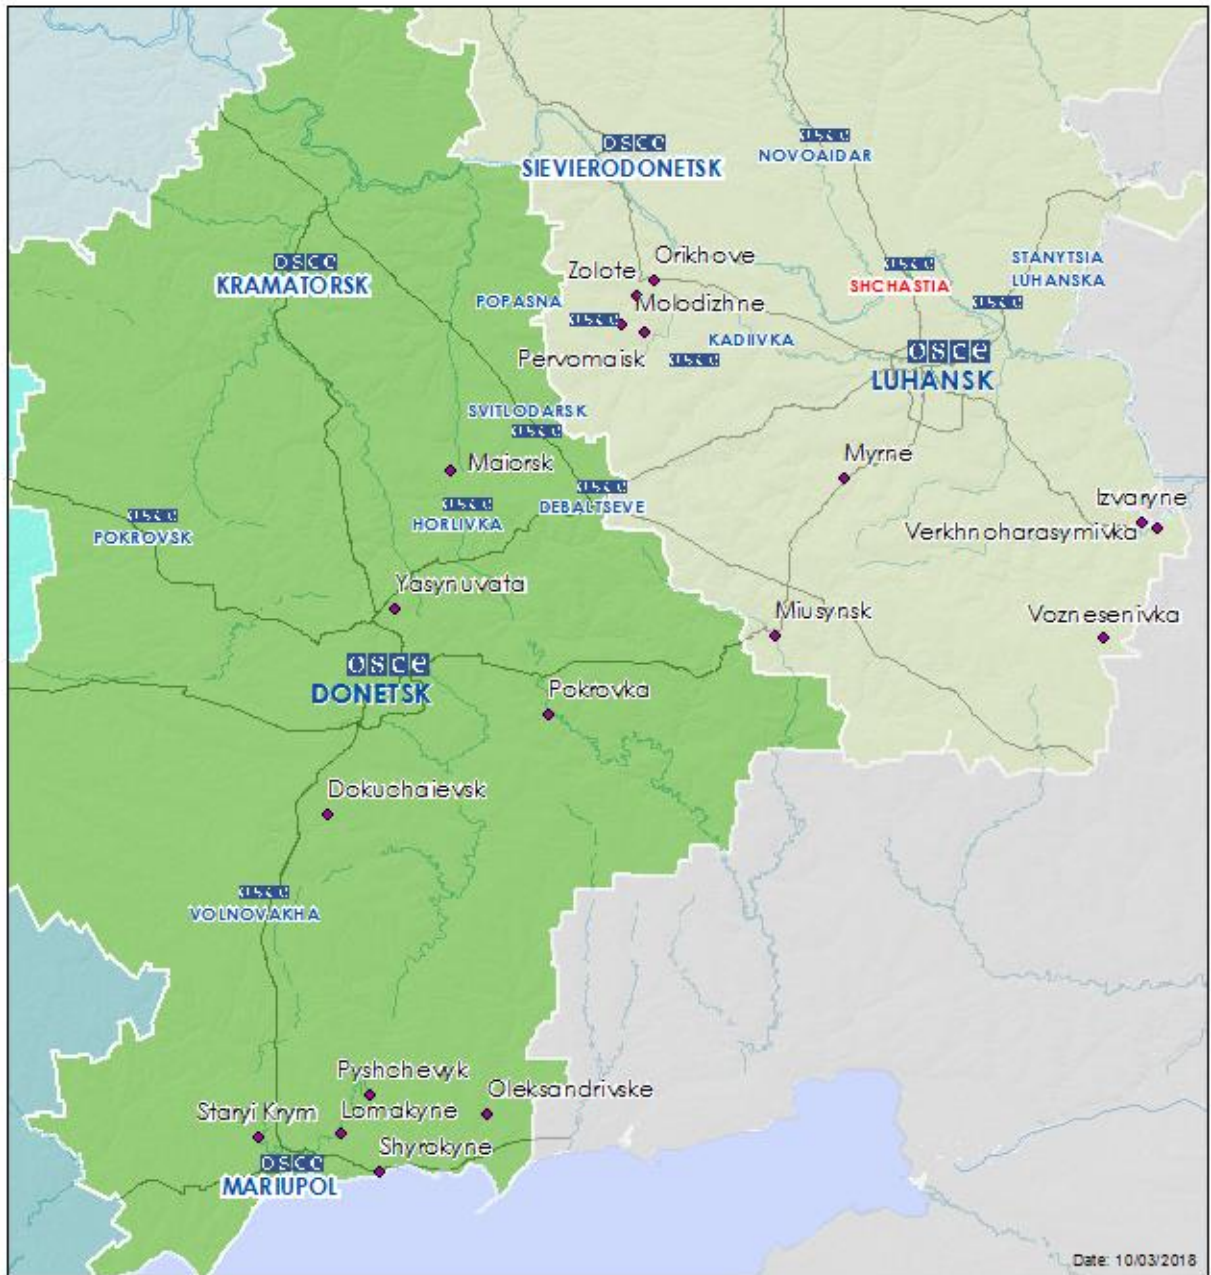 OSCE
SIEVIERODONETSK
OSCE
NOVOAIDAR
OSCE
KRAMATORSK
Orikhove
Zolote
OSCE
SHCHASTIA
STANYTSIA
LUHANSKA
OSCE
POPASNA
OSCE
Molodizhne
KADIIVKA
OSCE
Pervomaisk
OSCE
LUHANSK
SVITLODARSK
OSCE
Maiorsk
Myrne
OSCE
DEBALTSEVE
OSCE
HORLIVKA
OSCE
POKROVSK
Izvaryne
Verkhnoharasymivka
Yasynuvata
Miusynsk
Voznesenivka
OSCE
DONETSK
Pokrovka
Dokuchaievsk
OSCE
VOLNOVAKHA
Pyshchevyk
Oleksandrivske
Staryi Krym
Lomakyne
Shyrokyne
OSCE
MARIUPOL
Date: 10/03/2018